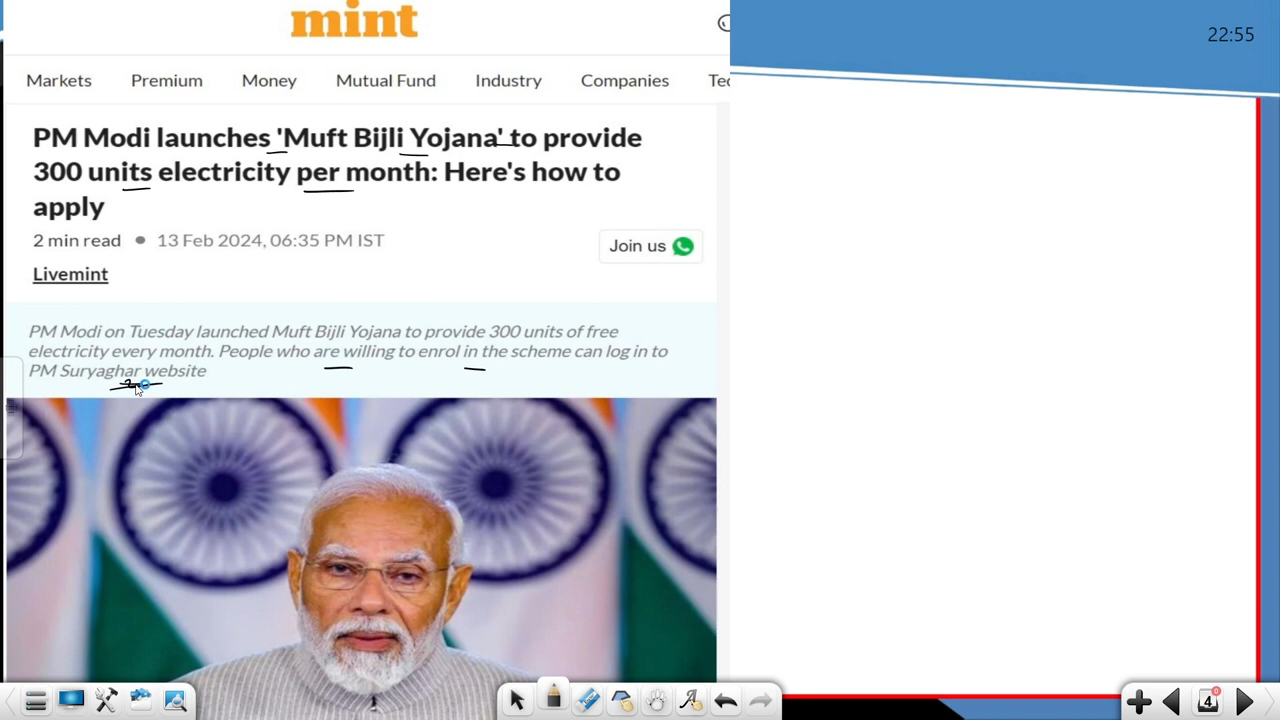 mint
22:55
Markets Premium Money Mutual Fund Industry Companies
PM Modi launches 'Muft Bijli Yojana' to provide
300 units electricity per month: Here's how to
apply
2 min read • 13 Feb 2024, 06:35 PM IST
Join us
Livemint
PM Modi on Tuesday launched Muft Bijli Yojana to provide 300 units of free
electricity every month. People who are willing to enrol in the scheme can log in to
PM Suryaghar website
4
0